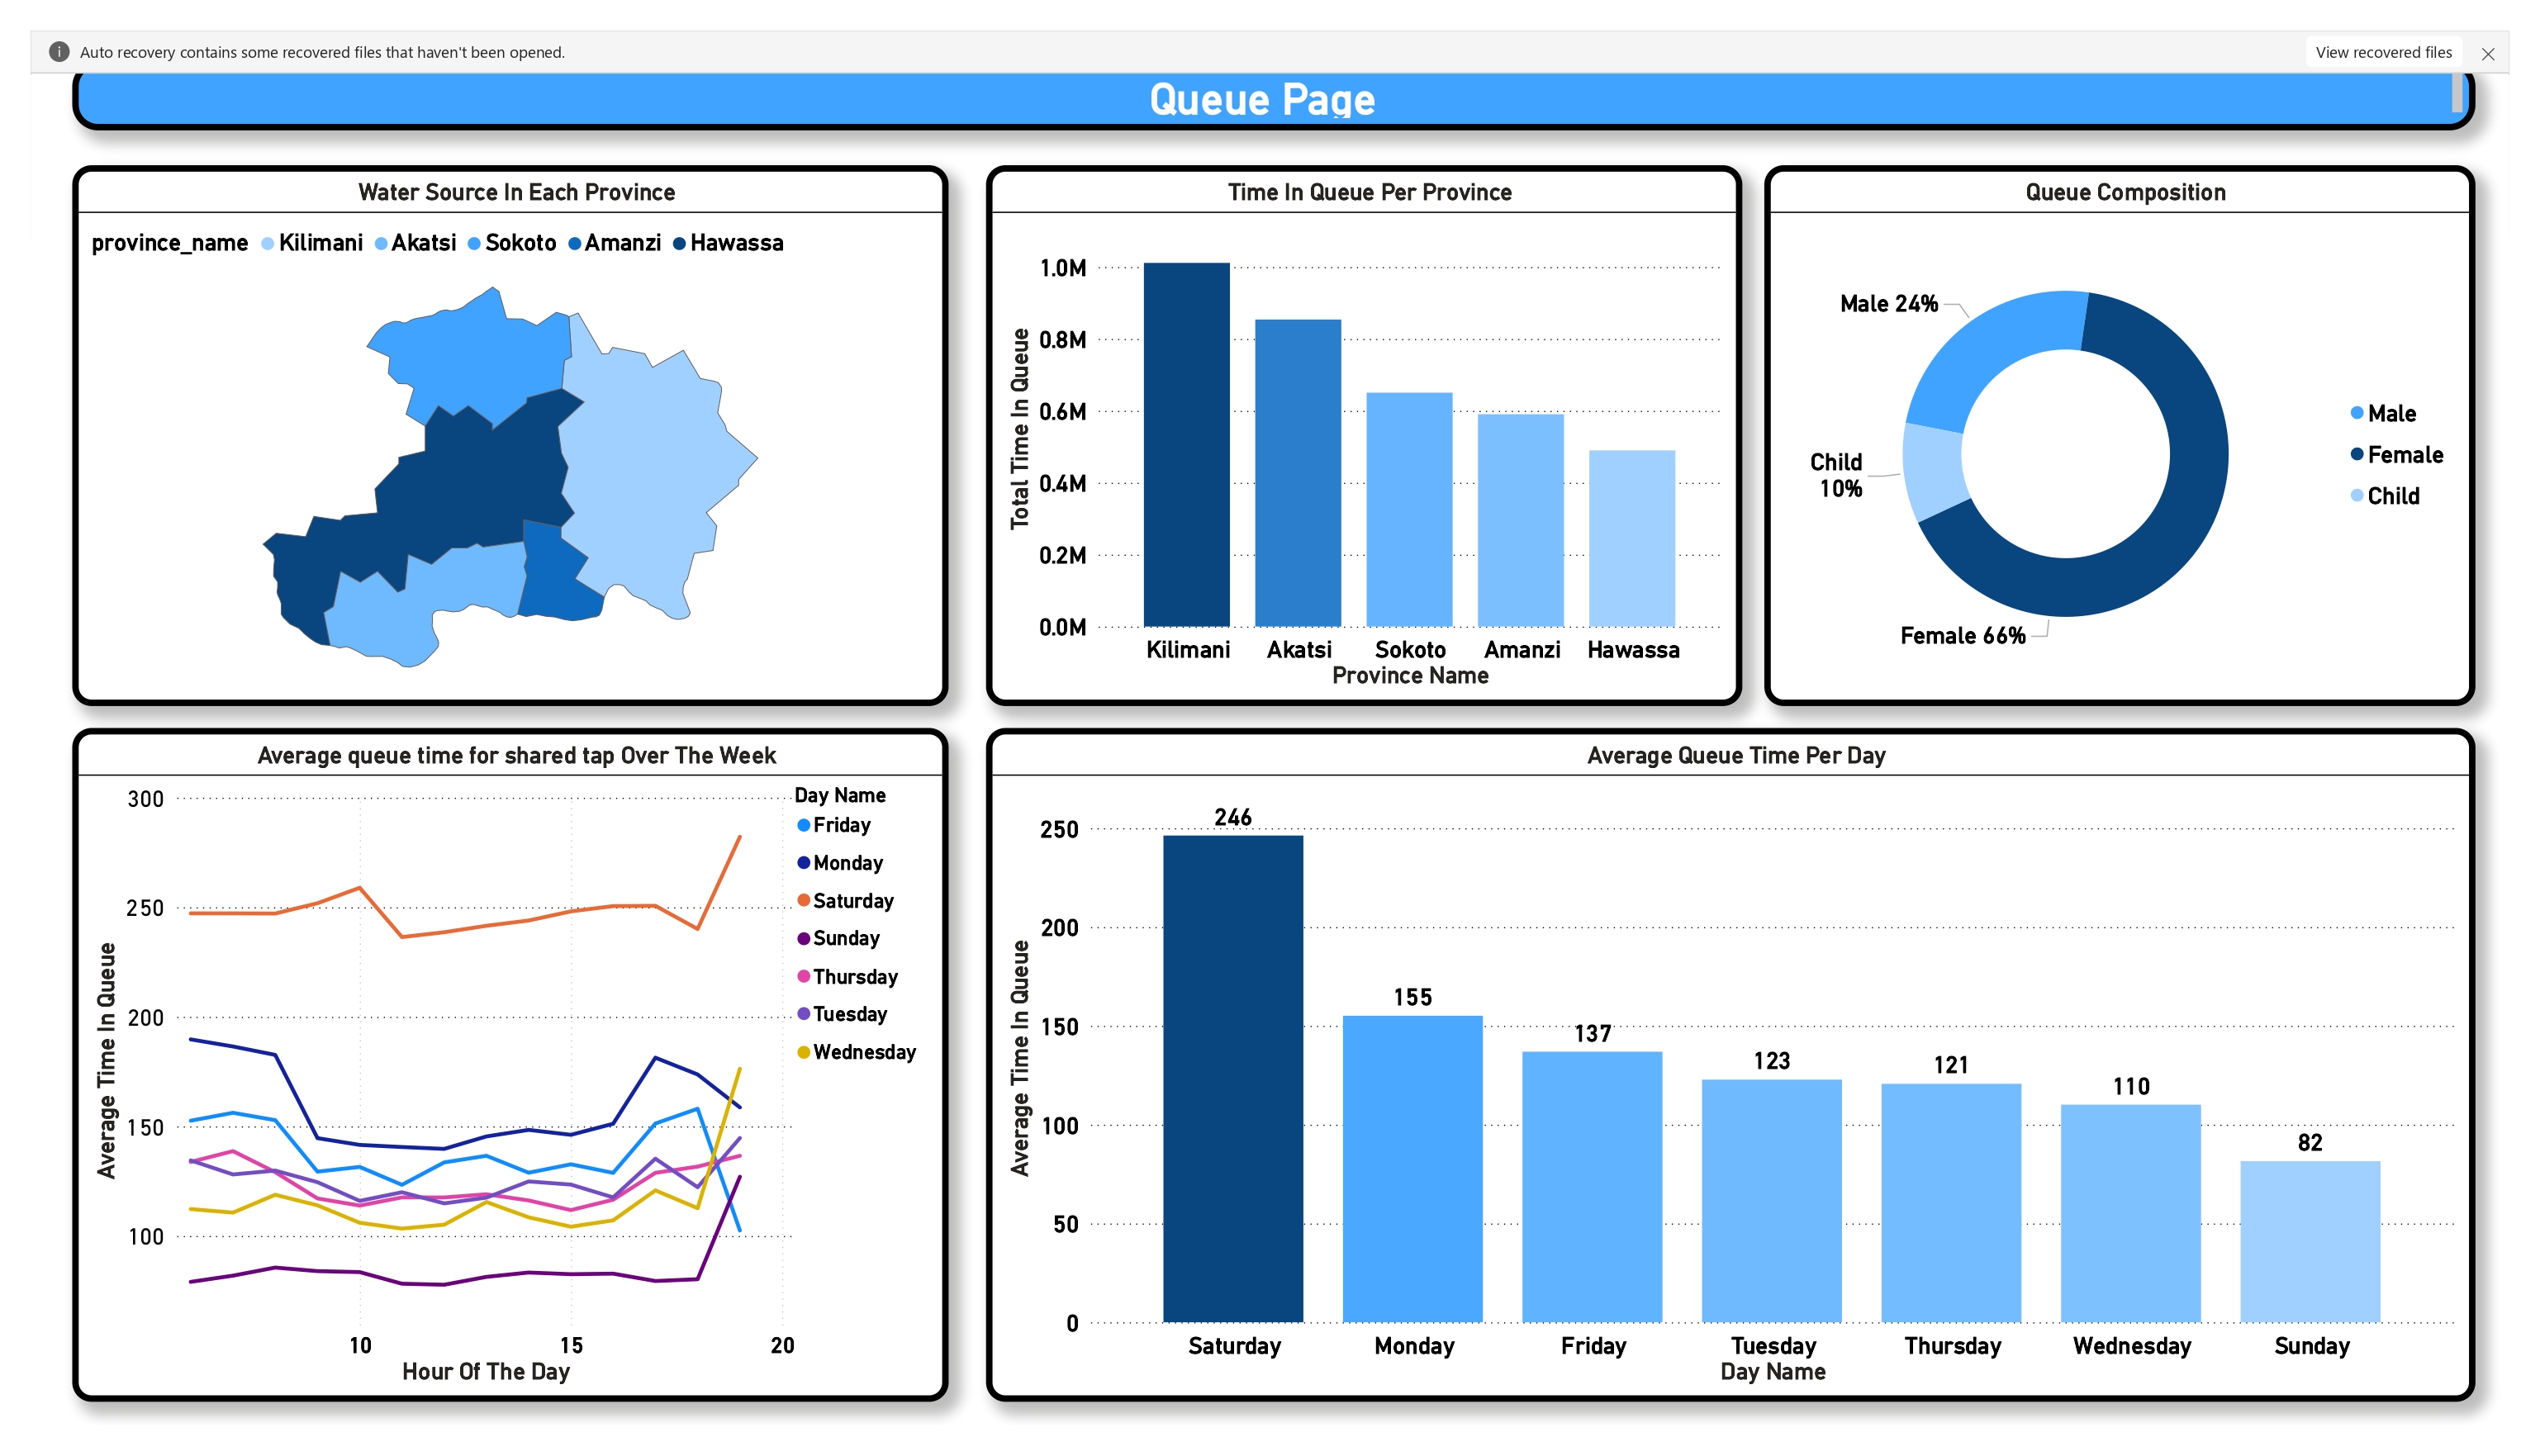 Auto recovery contains some recovered files that haven't been opened.
View recovered files
Queue Page
Water Source In Each Province
province_name Kilimani Akatsi Sokoto Amanzi Hawassa
Time In Queue Per Province
Total Time In Queue
1.0M
0.8M
0.6M
0.4M
0.2M
0.0M
Kilimani Akatsi Sokoto Amanzi Hawassa
Province Name
Queue Composition
Male 24%
Child
10%
Female 66%
Male
Female
Child
Average queue time for shared tap Over The Week
Average Time In Queue
300
250
200
150
100
10 15 20
Hour Of The Day
Day Name
Friday
Monday
Saturday
Sunday
Thursday
Tuesday
Wednesday
Average Queue Time Per Day
Average Time In Queue
250
200
150
100
50
0
246
155
137
123
121
110
82
Saturday Monday Friday Tuesday Thursday Wednesday Sunday
Day Name